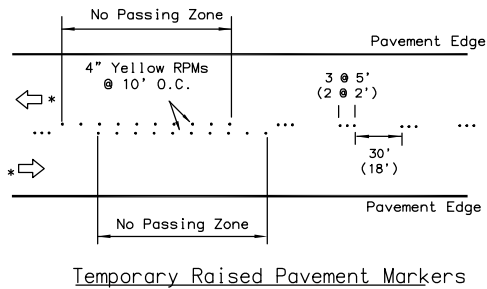 No Passing Zone
Pavement Edge
4" Yellow RPMs
@ 10' O.C.
3 @ 5'
(2 @ 2')
*
30'
(18')
*
No Passing Zone
Pavement Edge
Temporary Raised Pavement Markers